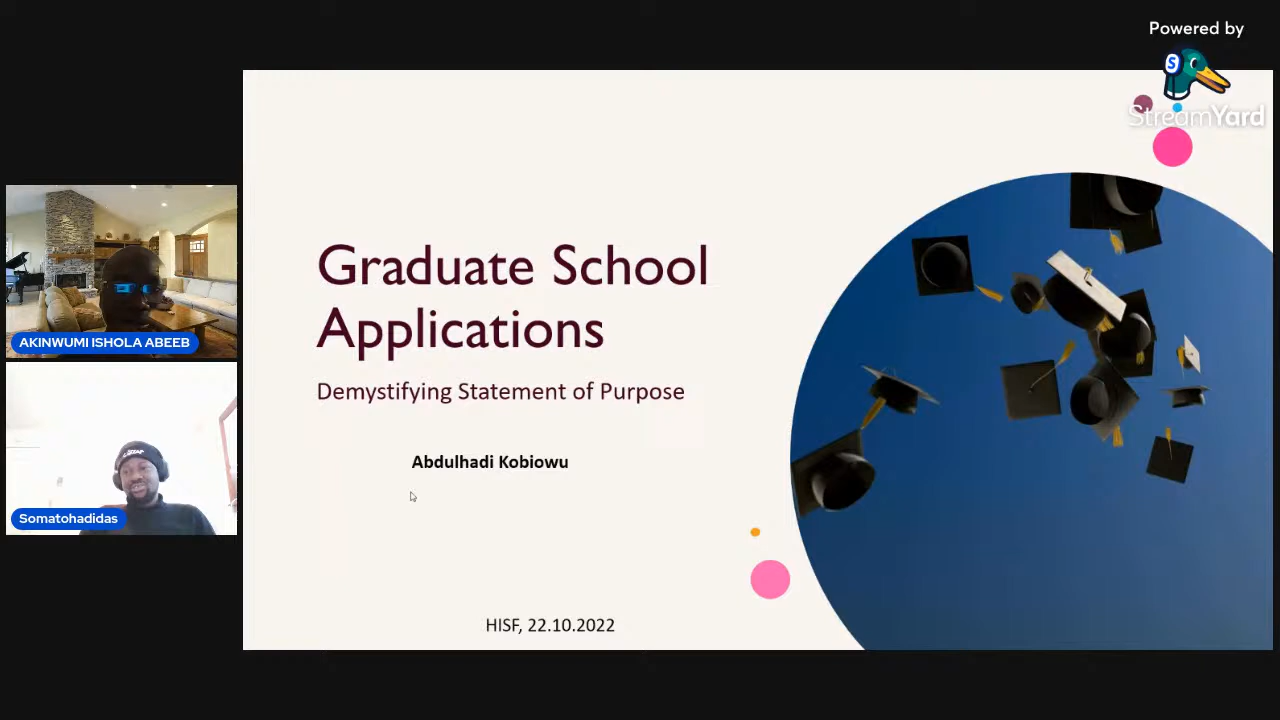 Powered by
StreamYard
Graduate School
Applications
Demystifying Statement of Purpose
Abdulhadi Kobiowu
HISF, 22.10.2022
AKINWUMI ISHOLA ABEEB
Somatohadidas